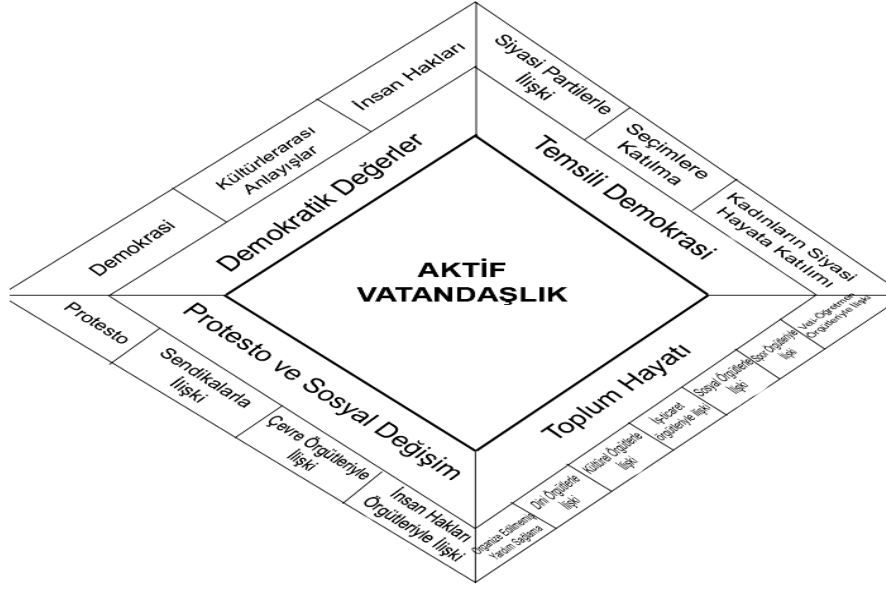 İnsan Hakları
Kültürlerarası
Anlayışlar
Demokrasi
Demokratik Değerler
Siyasi Partilerle
İlişki
Seçimlere
Katılma
Kadınların Siyasi
Hayata Katılımı
Temsili Demokrasi
AKTİF
VATANDAŞLIK
Protesto
Sendikalarla
İlişki
Çevre Örgütleriyle
İlişki
İnsan Hakları
Örgütleriyle İlişki
Protesto ve Sosyal Değişim
Toplum Hayatı
Veli-Öğretmen
Örgütleriyle İlişki
Spor Örgütleriyle
İlişki
Sosyal Örgütlerle
İlişki
İş-ticaret
örgütleriyle ilişki
Kültürel Örgütlerle
İlişki
Dini Örgütlerle
İlişki
Organize Edilmemiş
Yardım Sağlama